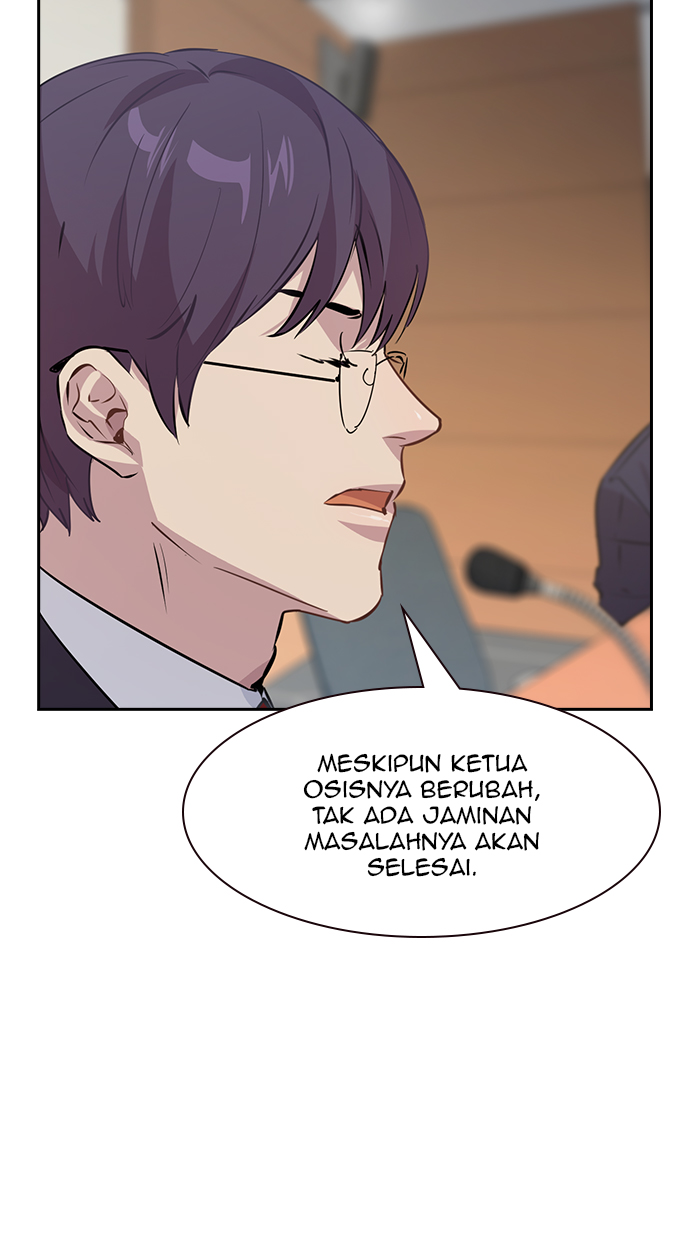 MESKIPUN KETUA
OSISNYA BERUBAH,
TAK ADA JAMINAN
MASALAHNYA AKAN
SELESAI.